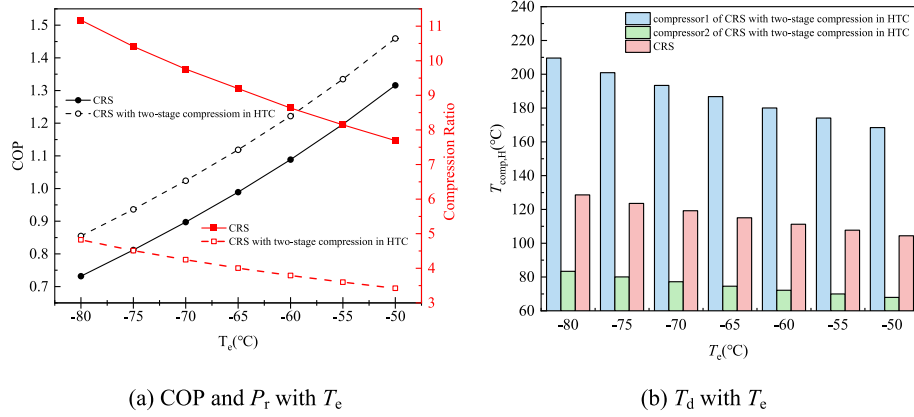 1.5
1.4
1.3
1.2
1.1
1.0
0.9
0.8
0.7
COP
CRS
CRS with two-stage compressiom in HTC
CRS
CRS with two-stage compression in HTC
11
10
9
8
7
6
5
4
3
Compression Ratio
-80 -75 -70 -65 -60 -55 -50
Te(°C)
(a) COP and Pr with Te
240
220
200
180
160
140
120
100
80
60
Tcomp,H(°C)
compressor1 of CRS with two-stage compression in HTC
compressor2 of CRS with two-stage compression in HTC
CRS
-80 -75 -70 -65 -60 -55 -50
Te(°C)
(b) Td with Te